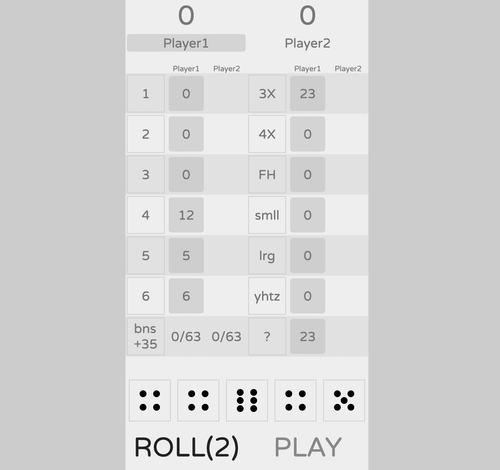 0 0
Player1 Player2
Player1 Player2 Player1 Player2
1 0 3X 23
2 0 4X 0
3 0 FH 0
4 12 smll 0
5 5 lrg 0
6 6 yhtz 0
bns
+35 0/63 0/63 ? 23
ROLL(2) PLAY